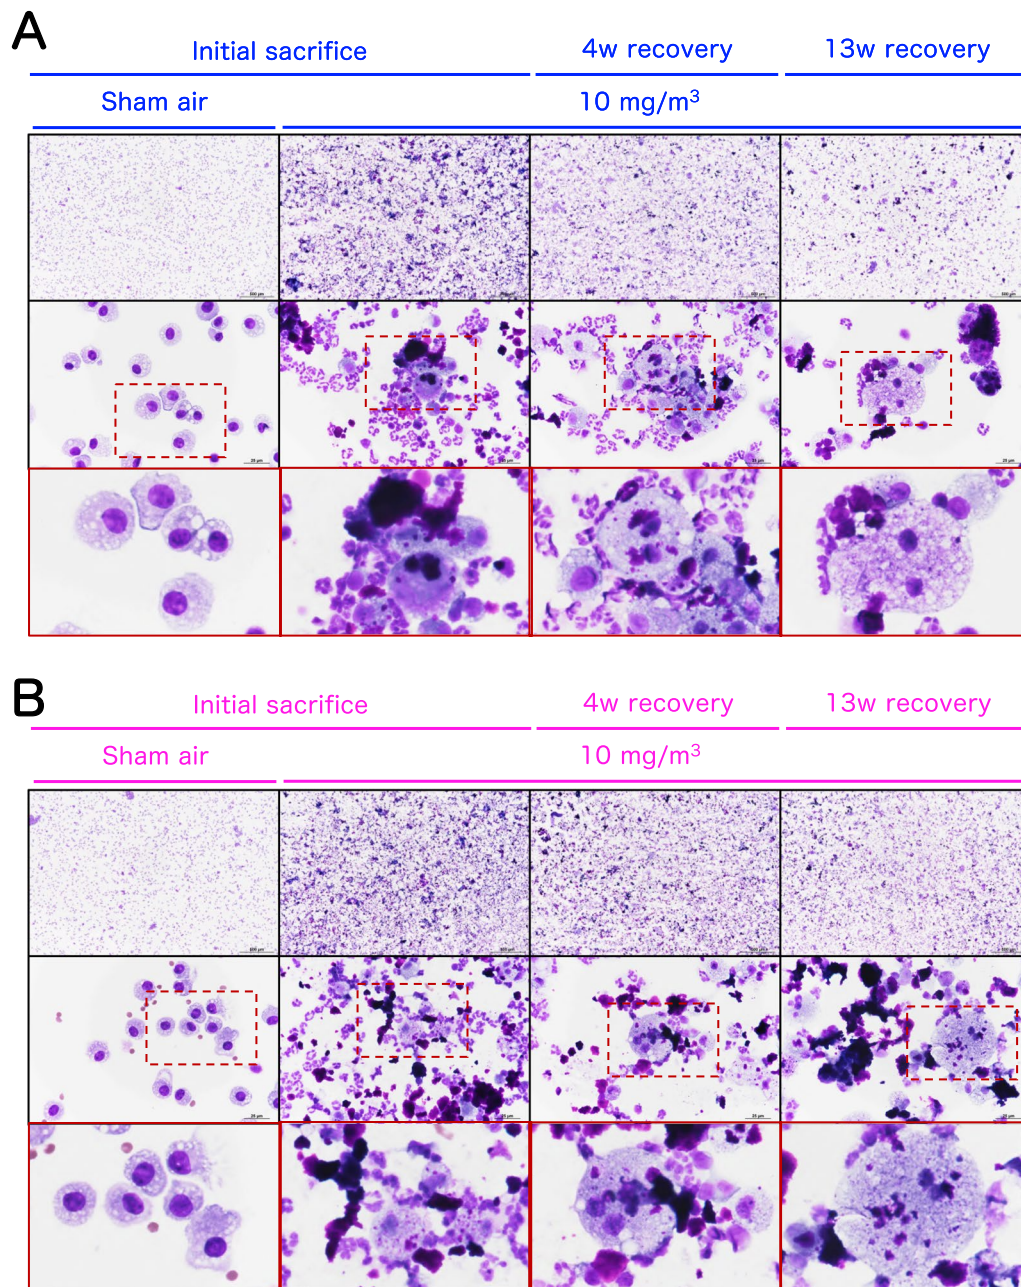 A
Initial sacrifice 4w recovery 13w recovery
Sham air 10 mg/m³
B
Initial sacrifice 4w recovery 13w recovery
Sham air 10 mg/m³